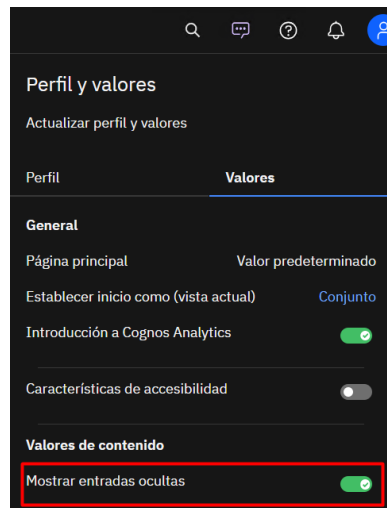 Perfil y valores
Actualizar perfil y valores
Perfil Valores
General
Página principal Valor predeterminado
Establecer inicio como (vista actual) Conjunto
Introducción a Cognos Analytics
Características de accesibilidad
Valores de contenido
Mostrar entradas ocultas